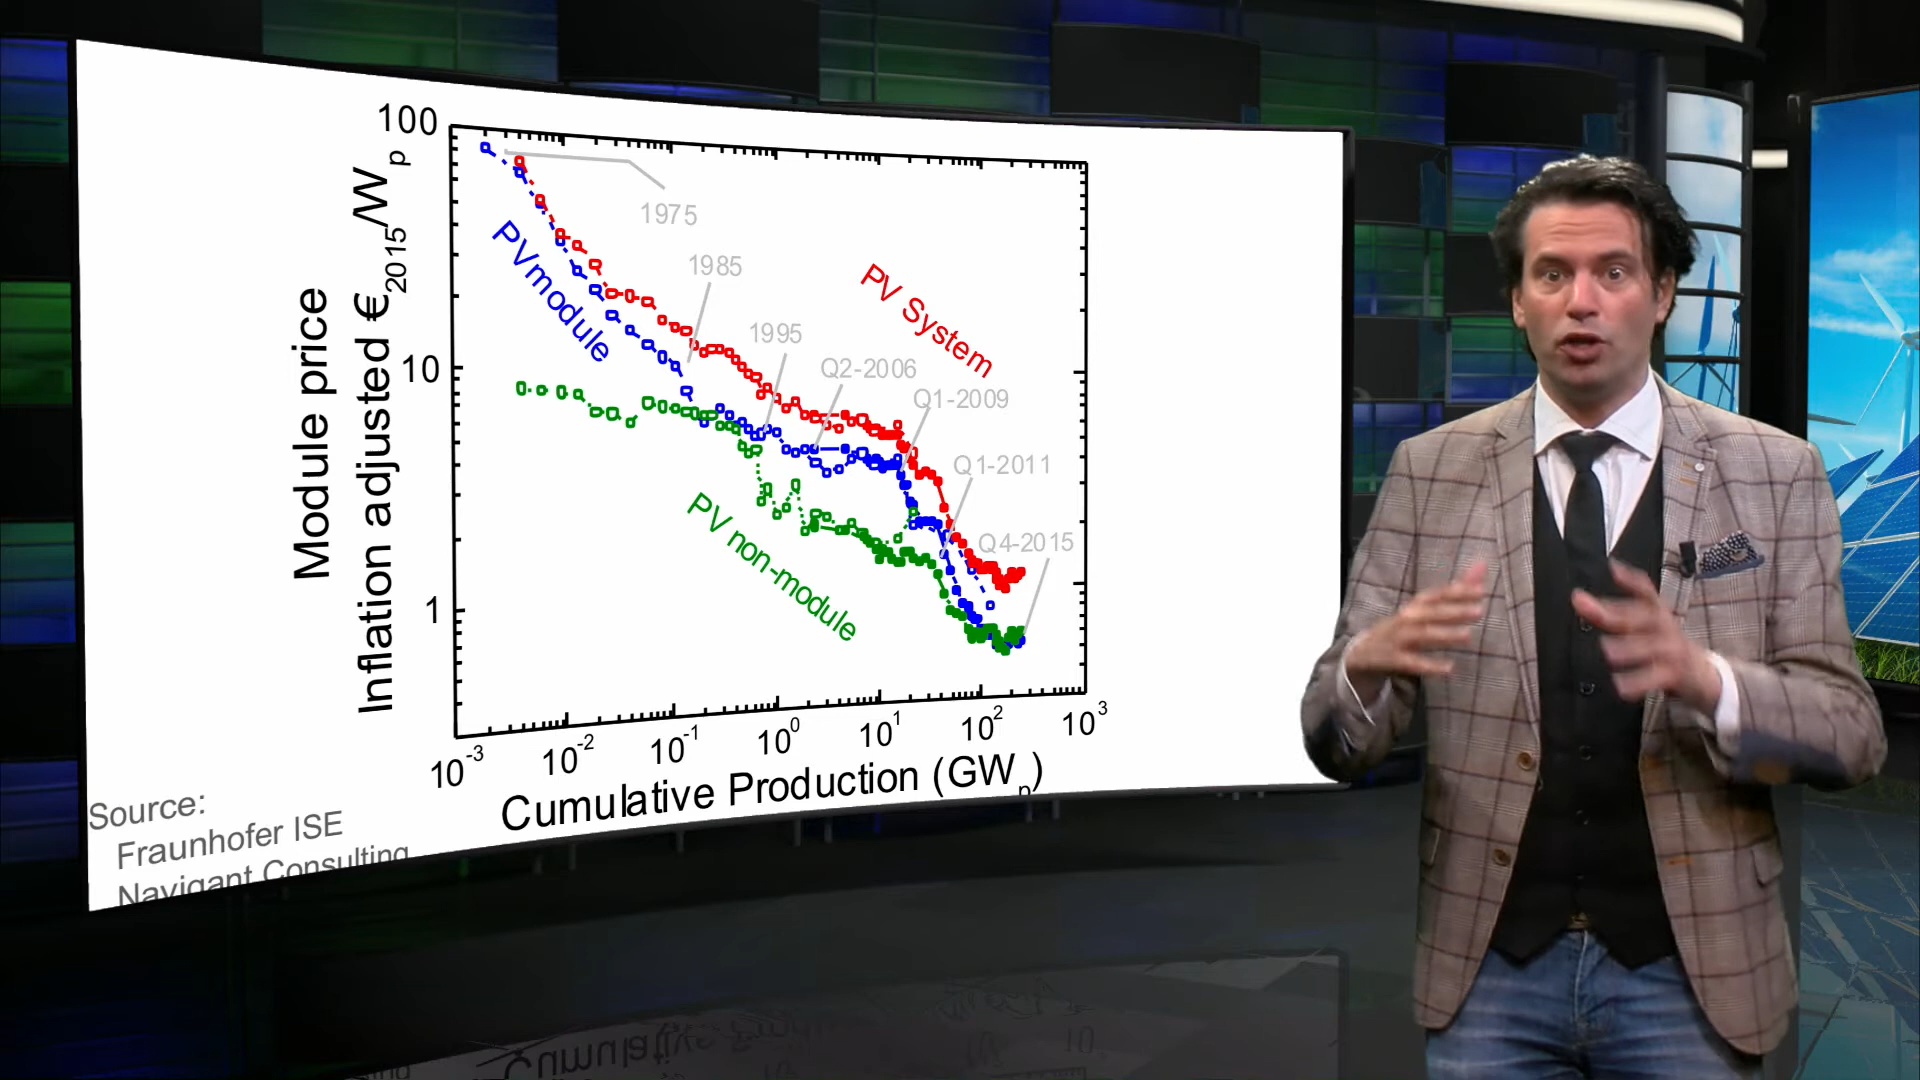 Module price
Inflation adjusted €2015/Wp
100
10
1
PV module
PV System
PV non-module
1975
1985
1995
Q2-2006
Q1-2009
Q1-2011
Q4-2015
10-3
10-2
10-1
100
101
102
103
Cumulative Production (GWp)
Source:
Fraunhofer ISE
Navigant Consulting